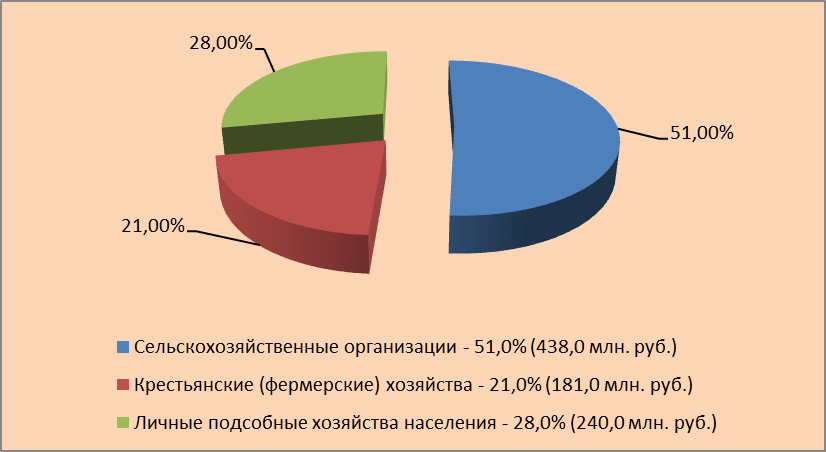 28,00%
51,00%
21,00%
Сельскохозяйственные организации - 51,0% (438,0 млн. руб.)
Крестьянские (фермерские) хозяйства - 21,0% (181,0 млн. руб.)
Личные подсобные хозяйства населения - 28,0% (240,0 млн. руб.)